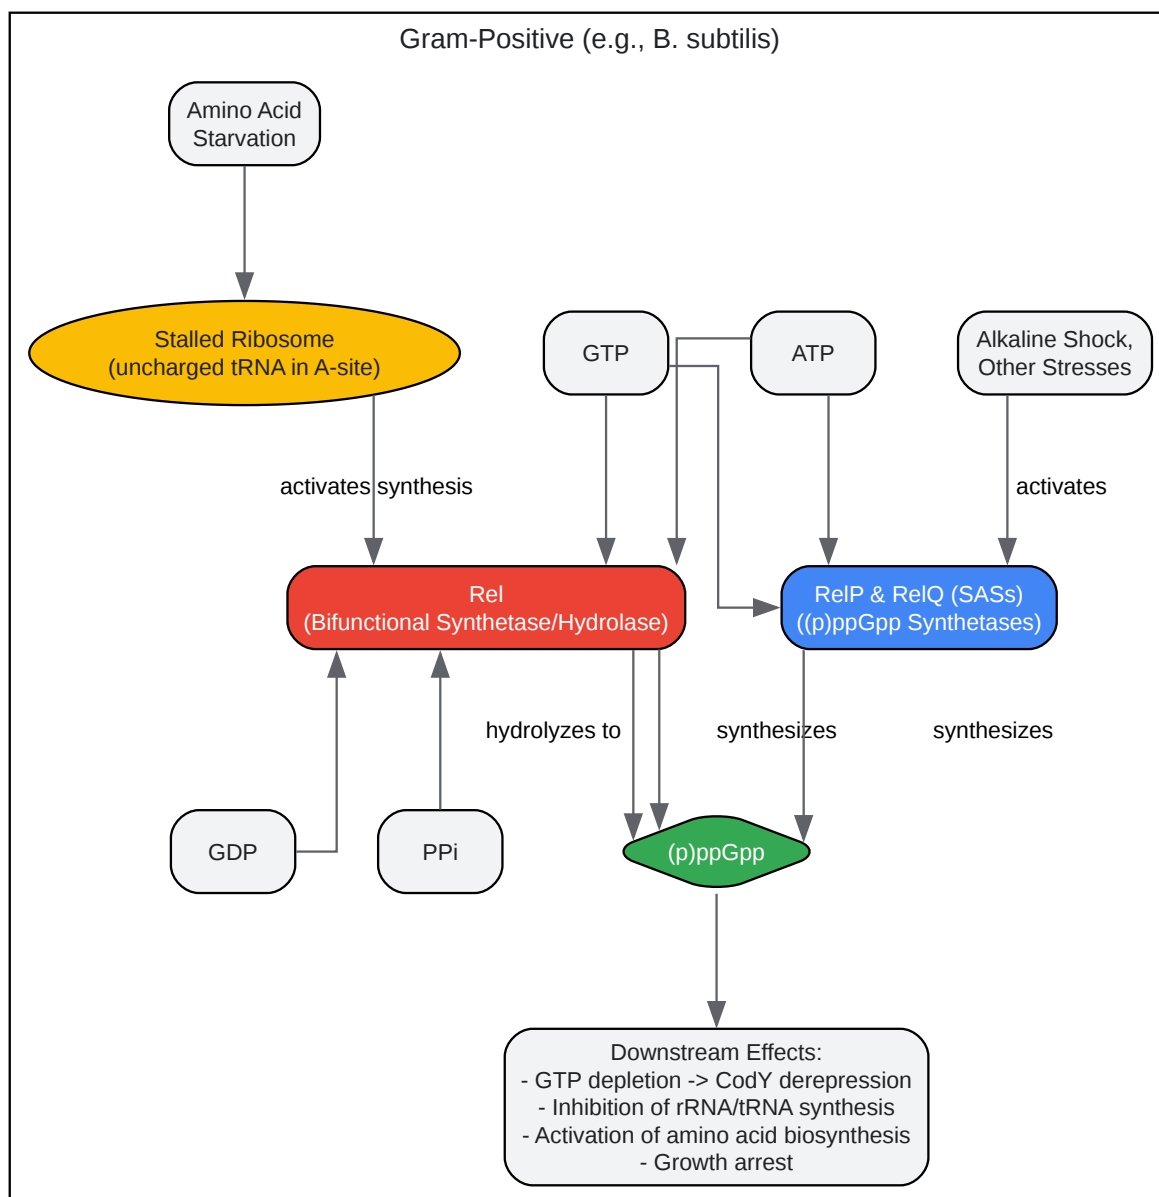 Gram-Positive (e.g., B. subtilis)
Amino Acid
Starvation
Stalled Ribosome
(uncharged tRNA in A-site)
GTP
ATP
Alkaline Shock,
Other Stresses
activates synthesis
activates
Rel
(Bifunctional Synthetase/Hydrolase)
RelP & RelQ (SASs)
((p)ppGpp Synthetases)
hydrolyzes to
synthesizes
synthesizes
GDP
PPi
(p)ppGpp
Downstream Effects:
- GTP depletion -> CodY derepression
- Inhibition of rRNA/tRNA synthesis
- Activation of amino acid biosynthesis
- Growth arrest